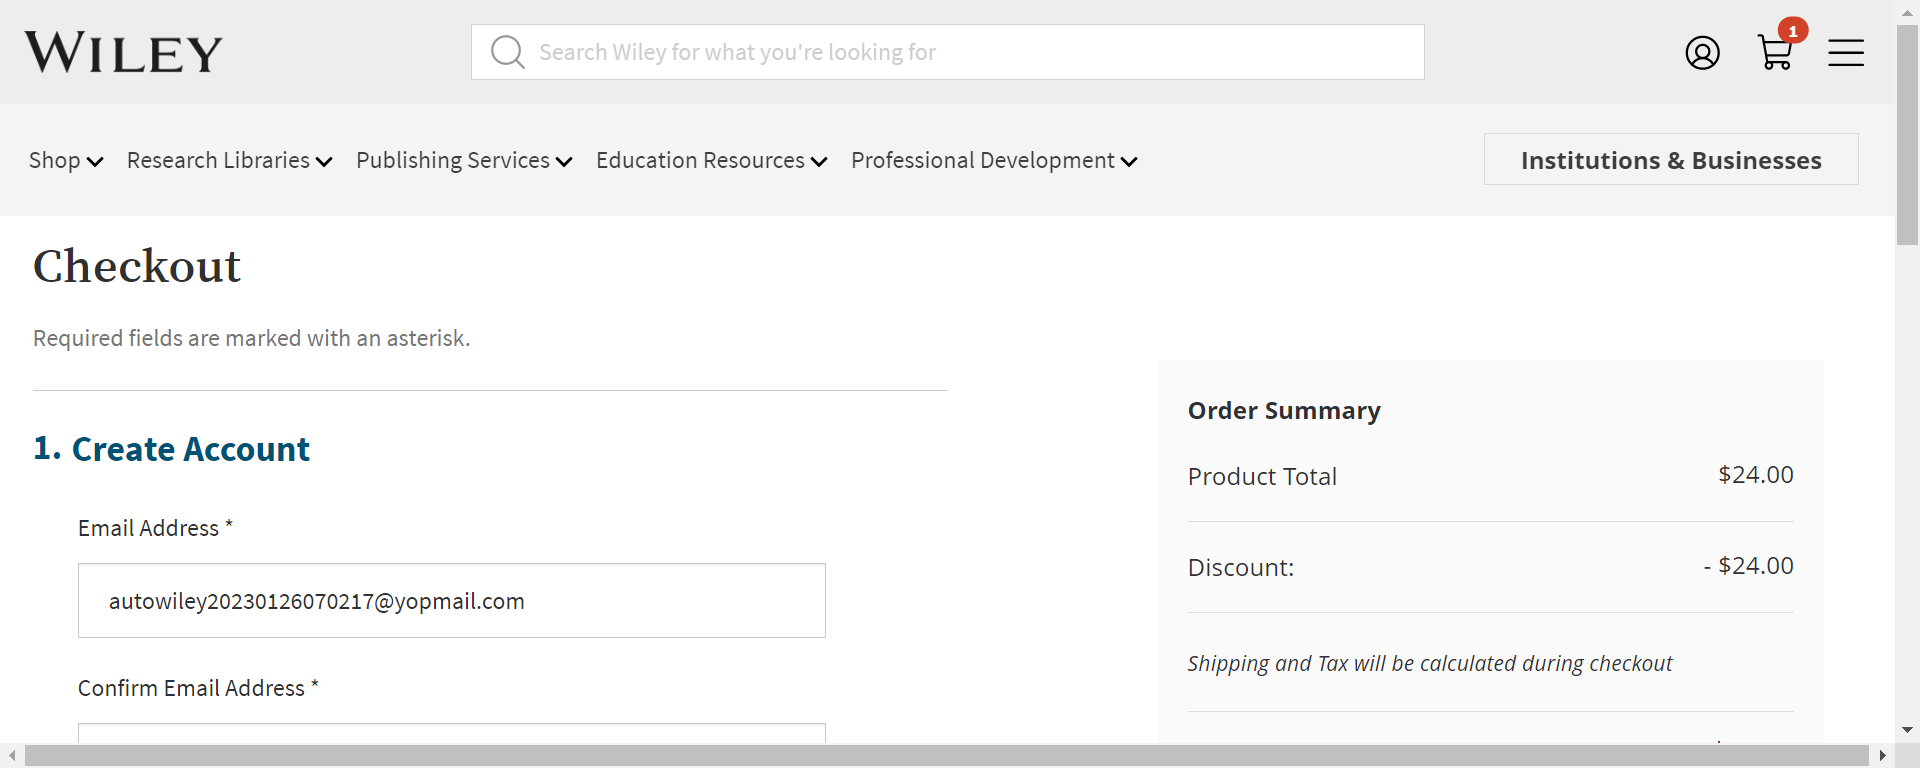 WILEY
Search Wiley for what you're looking for
1
Shop
Research Libraries
Publishing Services
Education Resources
Professional Development
Institutions & Businesses
Checkout
Required fields are marked with an asterisk.
1. Create Account
Email Address *
autowiley20230126070217@yopmail.com
Confirm Email Address *
Order Summary
Product Total $24.00
Discount: - $24.00
Shipping and Tax will be calculated during checkout